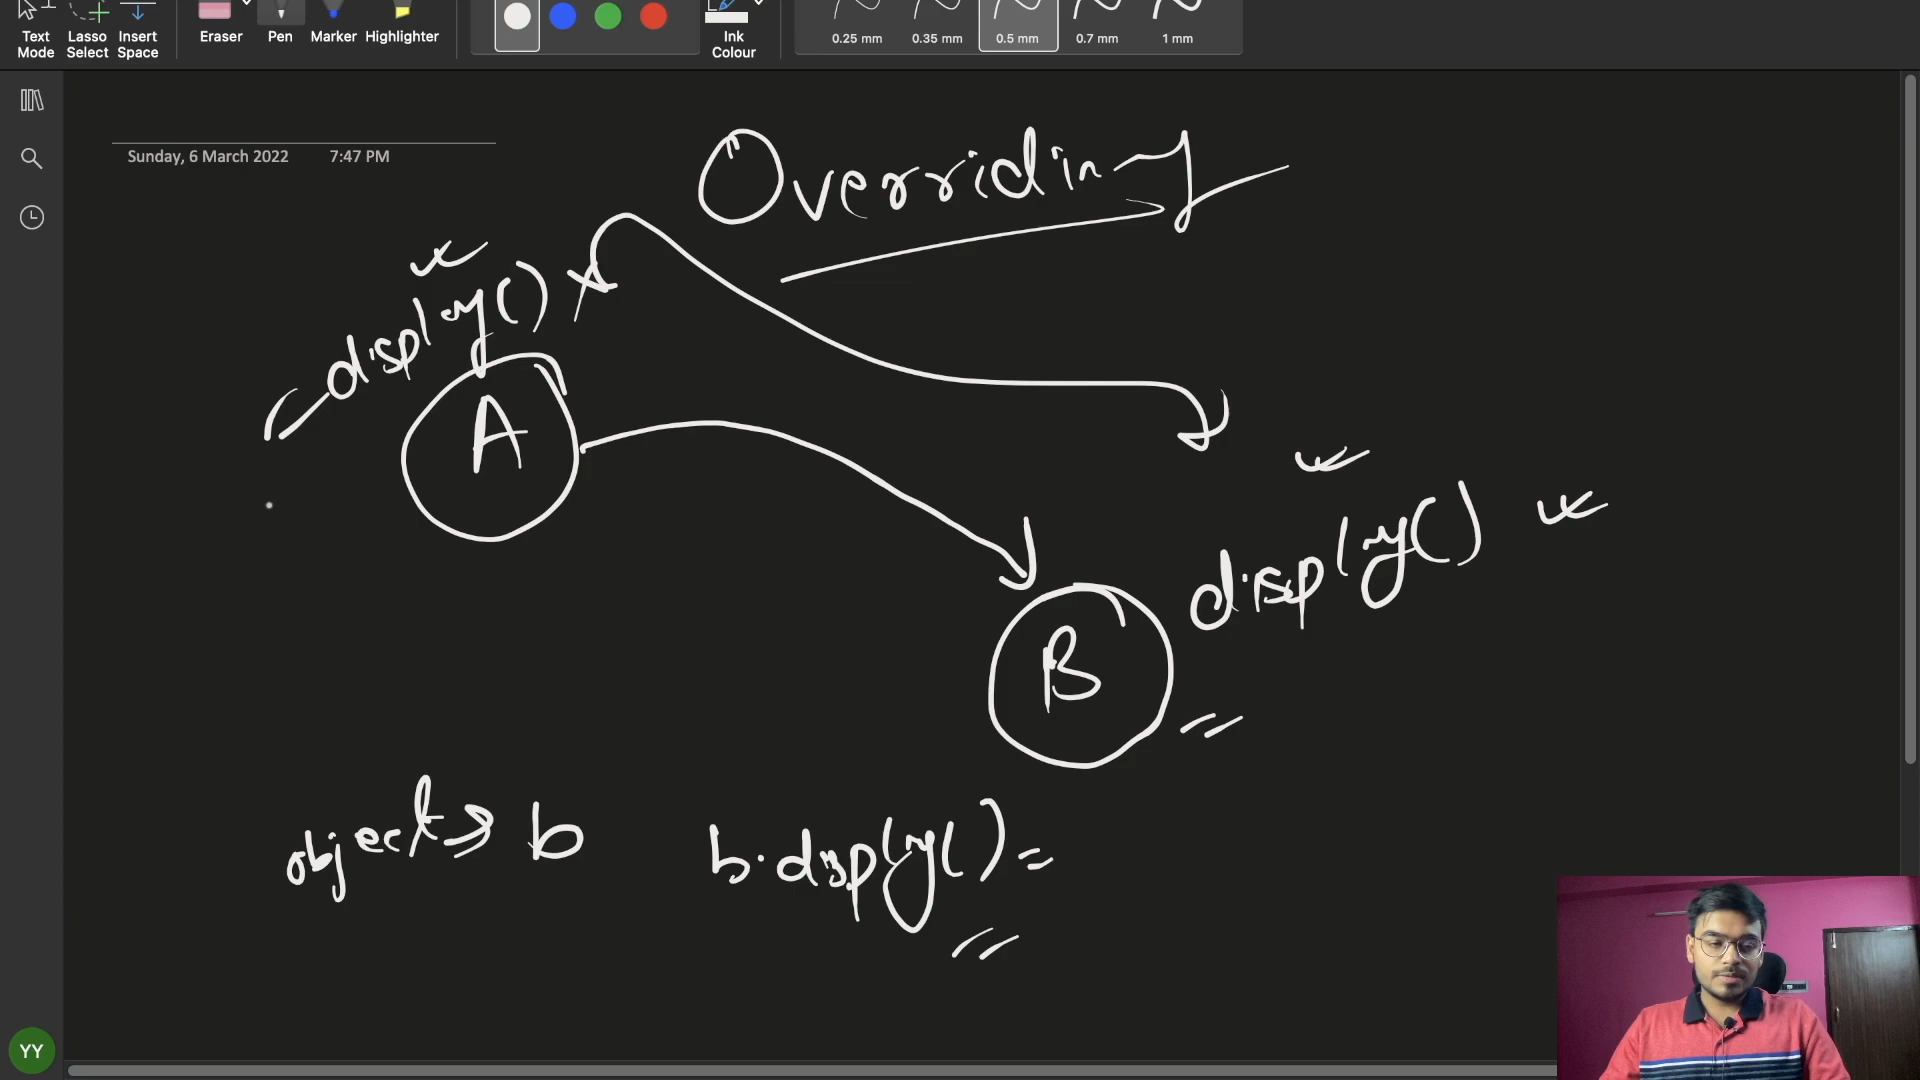 Text Mode
Lasso Select
Insert Space
Eraser
Pen
Marker
Highlighter
Ink Colour
0.25 mm
0.35 mm
0.5 mm
0.7 mm
1 mm
Sunday, 6 March 2022 7:47 PM
Overriding
display()
A
display()
B
object → b
b.display() =
YY